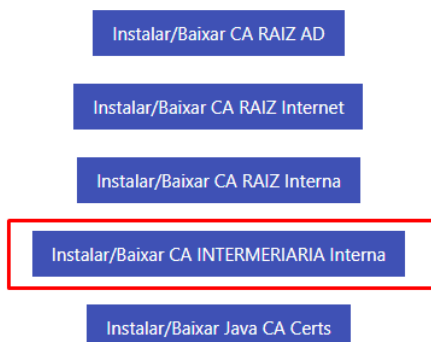 Instalar/Baixar CA RAIZ AD
Instalar/Baixar CA RAIZ Internet
Instalar/Baixar CA RAIZ Interna
Instalar/Baixar CA INTERMERIARIA Interna
Instalar/Baixar Java CA Certs